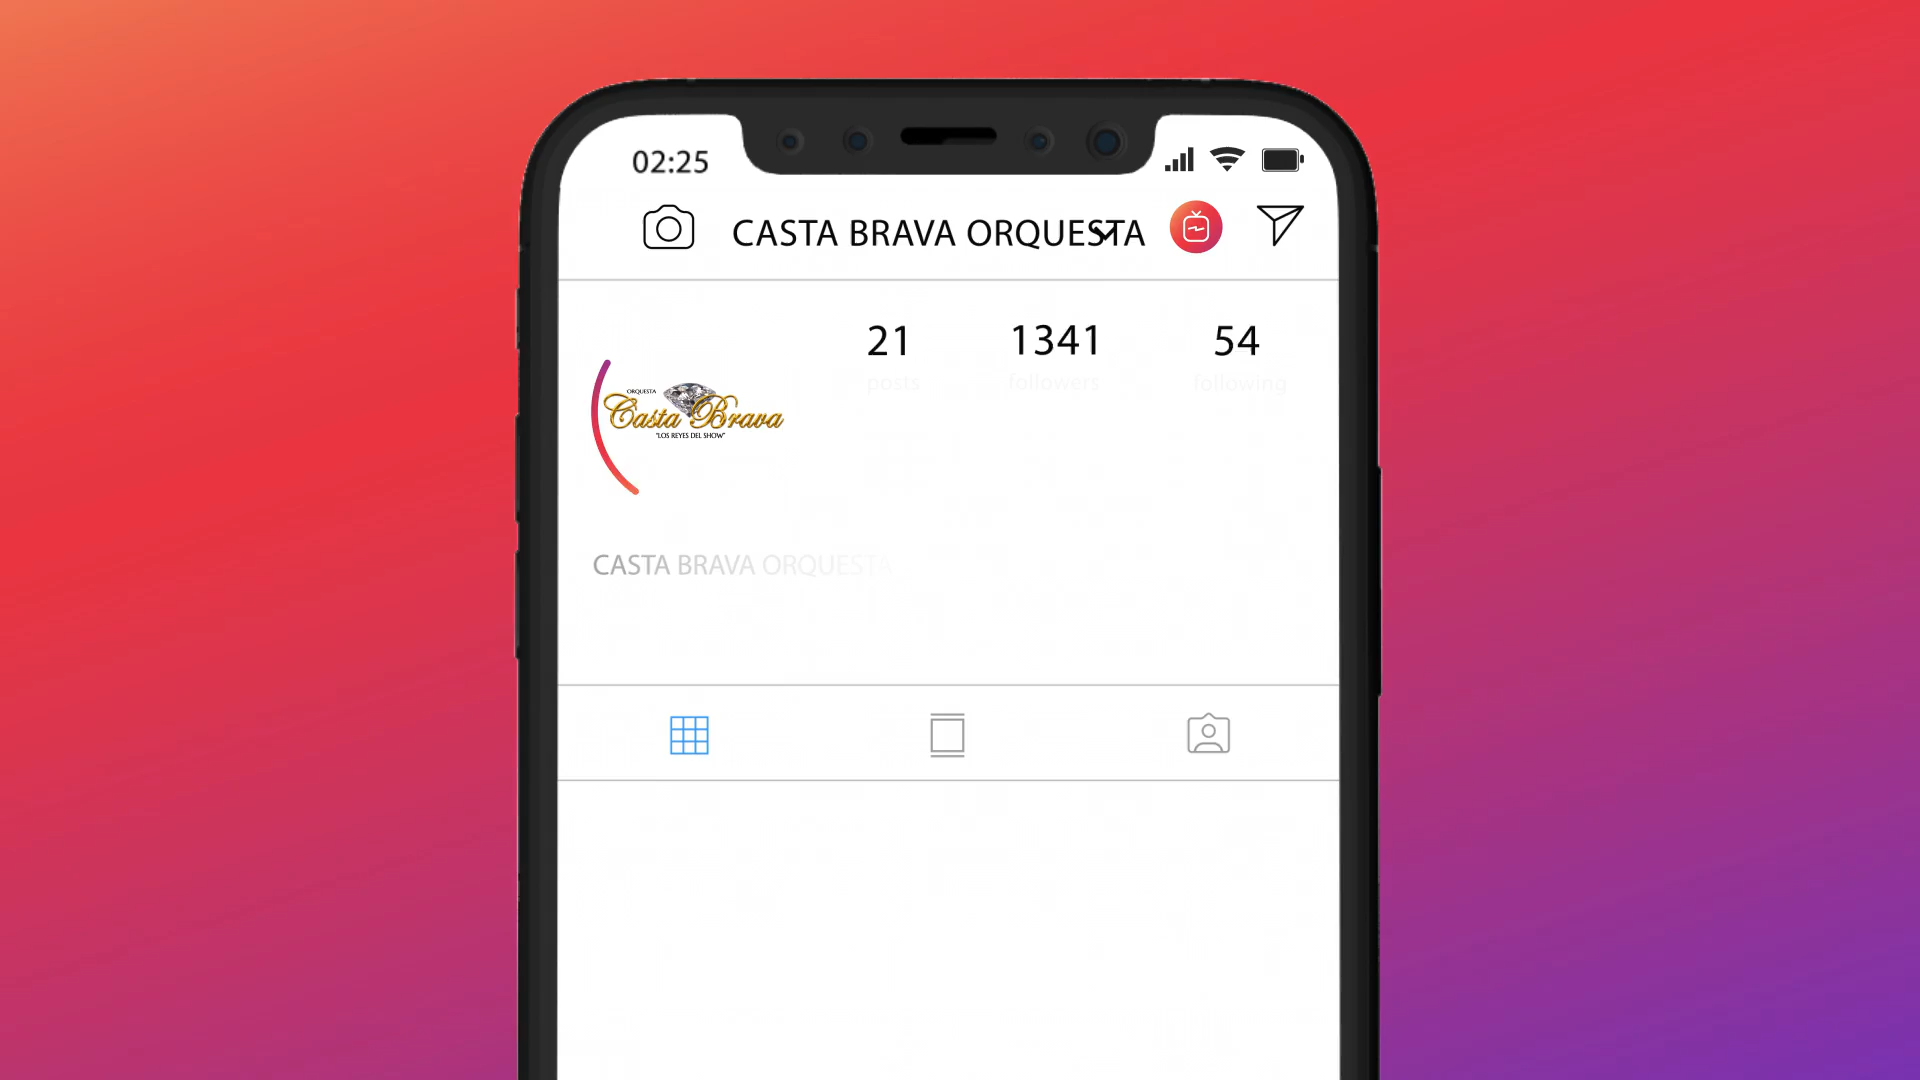 02:25
CASTA BRAVA ORQUESTA
21 1341 54
posts followers following
ORQUESTA
Casta Brava
"LOS REYES DEL SHOW"
CASTA BRAVA ORQUESTA